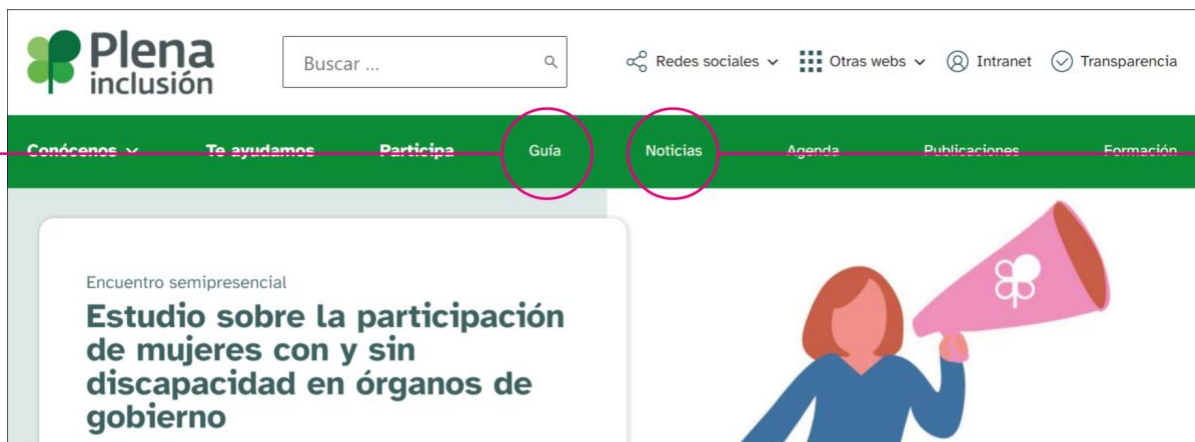 Plena
inclusión
Buscar ...
Redes sociales Otras webs Intranet Transparencia
Conócenos Te ayudamos Participa Guía Noticias Agenda Publicaciones Formación
Encuentro semipresencial
Estudio sobre la participación
de mujeres con y sin
discapacidad en órganos de
gobierno